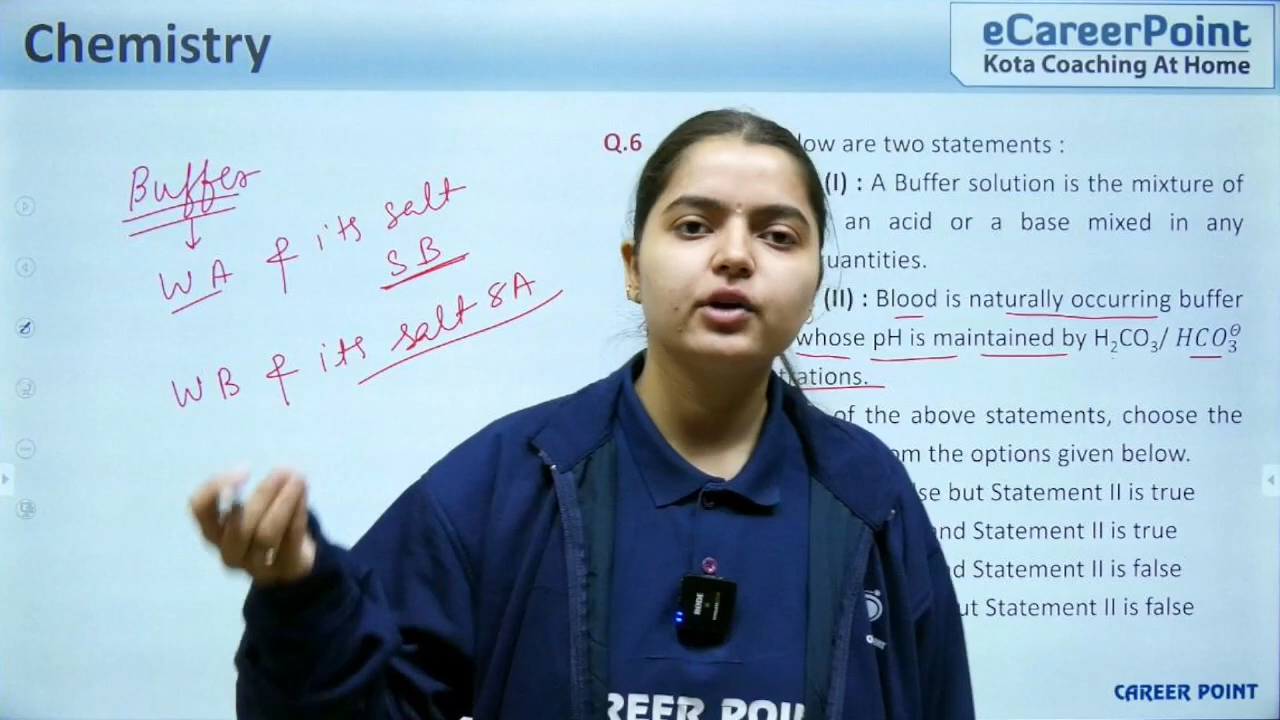 Chemistry
eCareerPoint
Kota Coaching At Home
Buffer
WA & its salt
SB
WB & its salt SA
Q.6
low are two statements :
(I) : A Buffer solution is the mixture of
an acid or a base mixed in any
uantities.
(II) : Blood is naturally occurring buffer
whose pH is maintained by H₂CO₃/ HCO₃⊖
rations.
of the above statements, choose the
om the options given below.
se but Statement II is true
nd Statement II is true
d Statement II is false
ut Statement II is false
RODE
REER POI
CAREER POINT